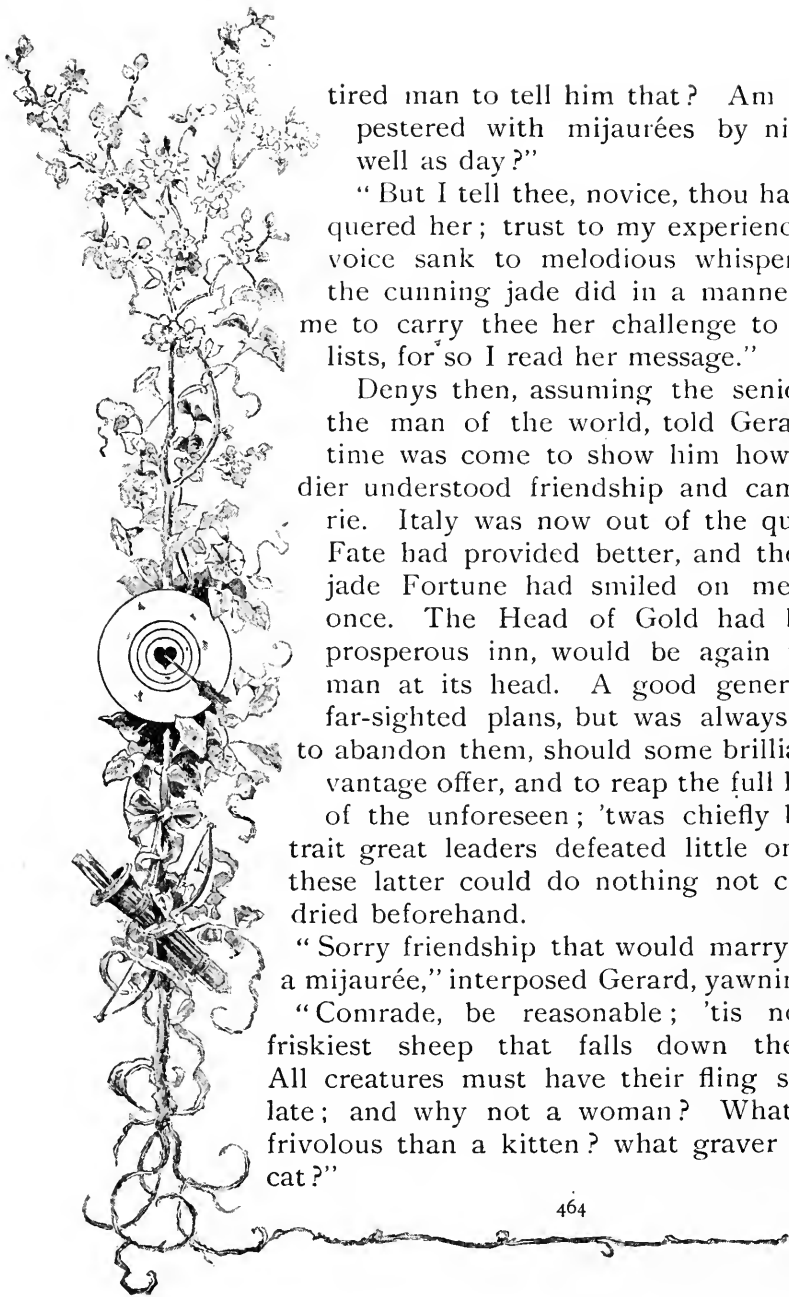 tired man to tell him that? Am
pestered with mijaurées by ni
well as day?"
"But I tell thee, novice, thou ha
quered her; trust to my experienc
voice sank to melodious whisper
the cunning jade did in a manne
me to carry thee her challenge to
lists, for so I read her message."
Denys then, assuming the senio
the man of the world, told Gera
time was come to show him how
dier understood friendship and cam
rie. Italy was now out of the qu
Fate had provided better, and the
jade Fortune had smiled on me
once. The Head of Gold had
prosperous inn, would be again
man at its head. A good gener
far-sighted plans, but was always
to abandon them, should some brillia
vantage offer, and to reap the full
of the unforeseen; 'twas chiefly
trait great leaders defeated little or
these latter could do nothing not c
dried beforehand.
"Sorry friendship that would marry
a mijaurée," interposed Gerard, yawnin
"Comrade, be reasonable; 'tis no
friskiest sheep that falls down the
All creatures must have their fling s
late; and why not a woman? What
frivolous than a kitten? what graver
cat?"
464